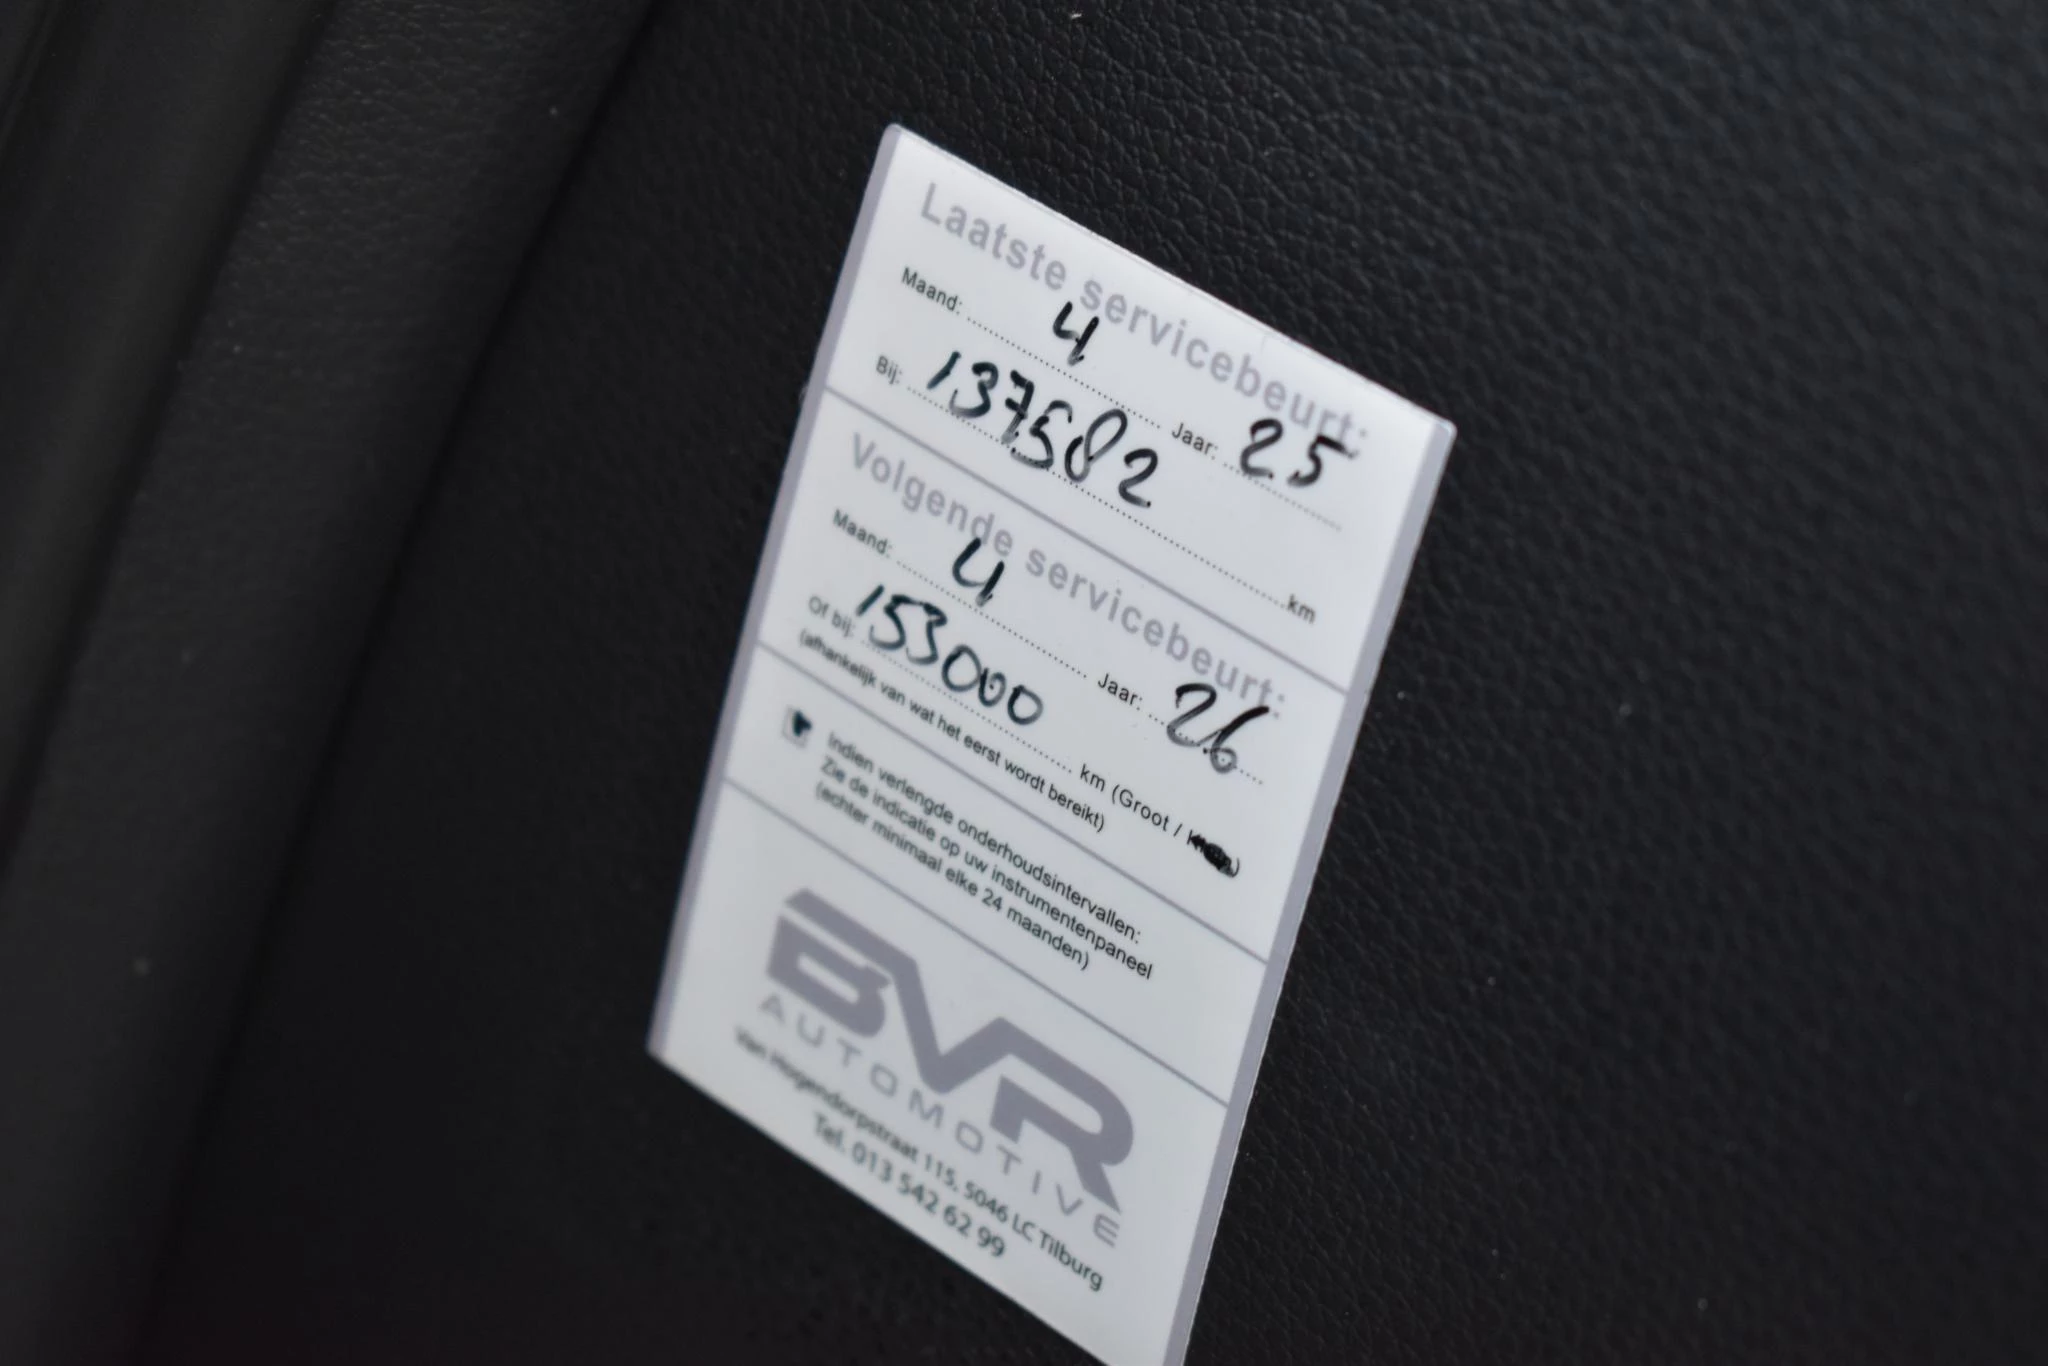 Laatste servicebeurt:
Maand: 4 Jaar: 25
Bij: 137582 km
Volgende servicebeurt:
Maand: 4 Jaar: 26
Of bij: 153000 km (Groot / )
(afhankelijk van wat het eerst wordt bereikt)
Indien verlengde onderhoudsintervallen:
Zie de indicatie op uw instrumentenpaneel
(echter minimaal elke 24 maanden)
BVR
AUTOMOTIVE
Van Hogendorpstraat 115, 5046 LC Tilburg
Tel. 013 542 62 99